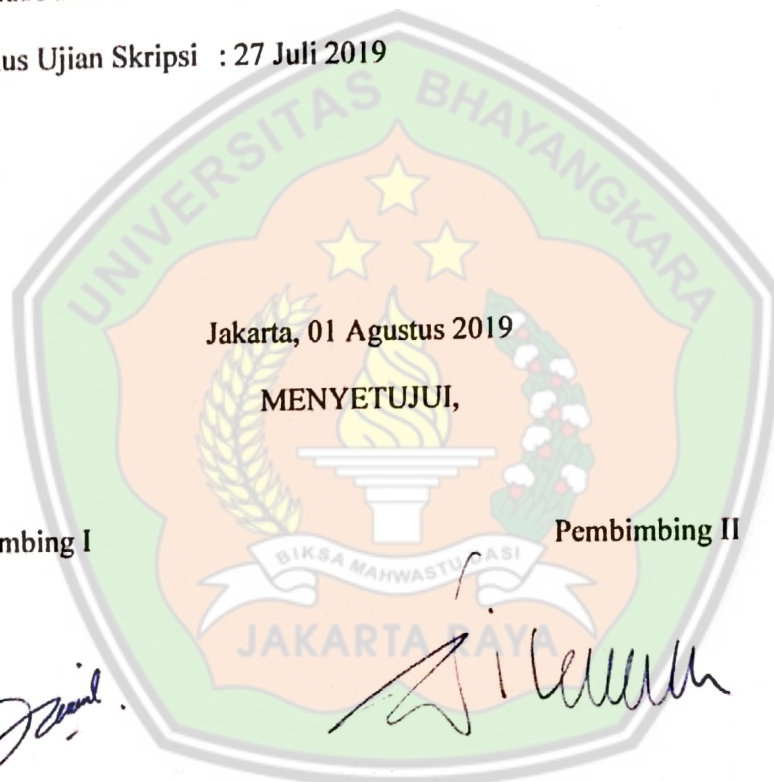 us Ujian Skripsi : 27 Juli 2019
UNIVERSITAS BHAYANGKARA
Jakarta, 01 Agustus 2019
MENYETUJUI,
mbing I
Pembimbing II
BIKSA MAHWASTU DASI
JAKARTA RAYA